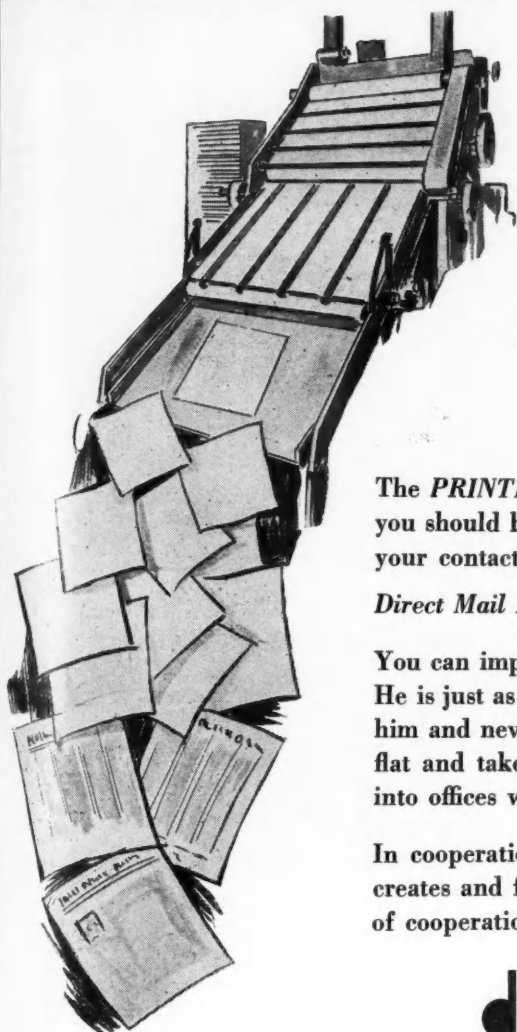 The PRINTI
you should b
your contact
Direct Mail
You can imp
He is just as
him and nev
flat and take
into offices w
In cooperatio
creates and f
of cooperatio
d